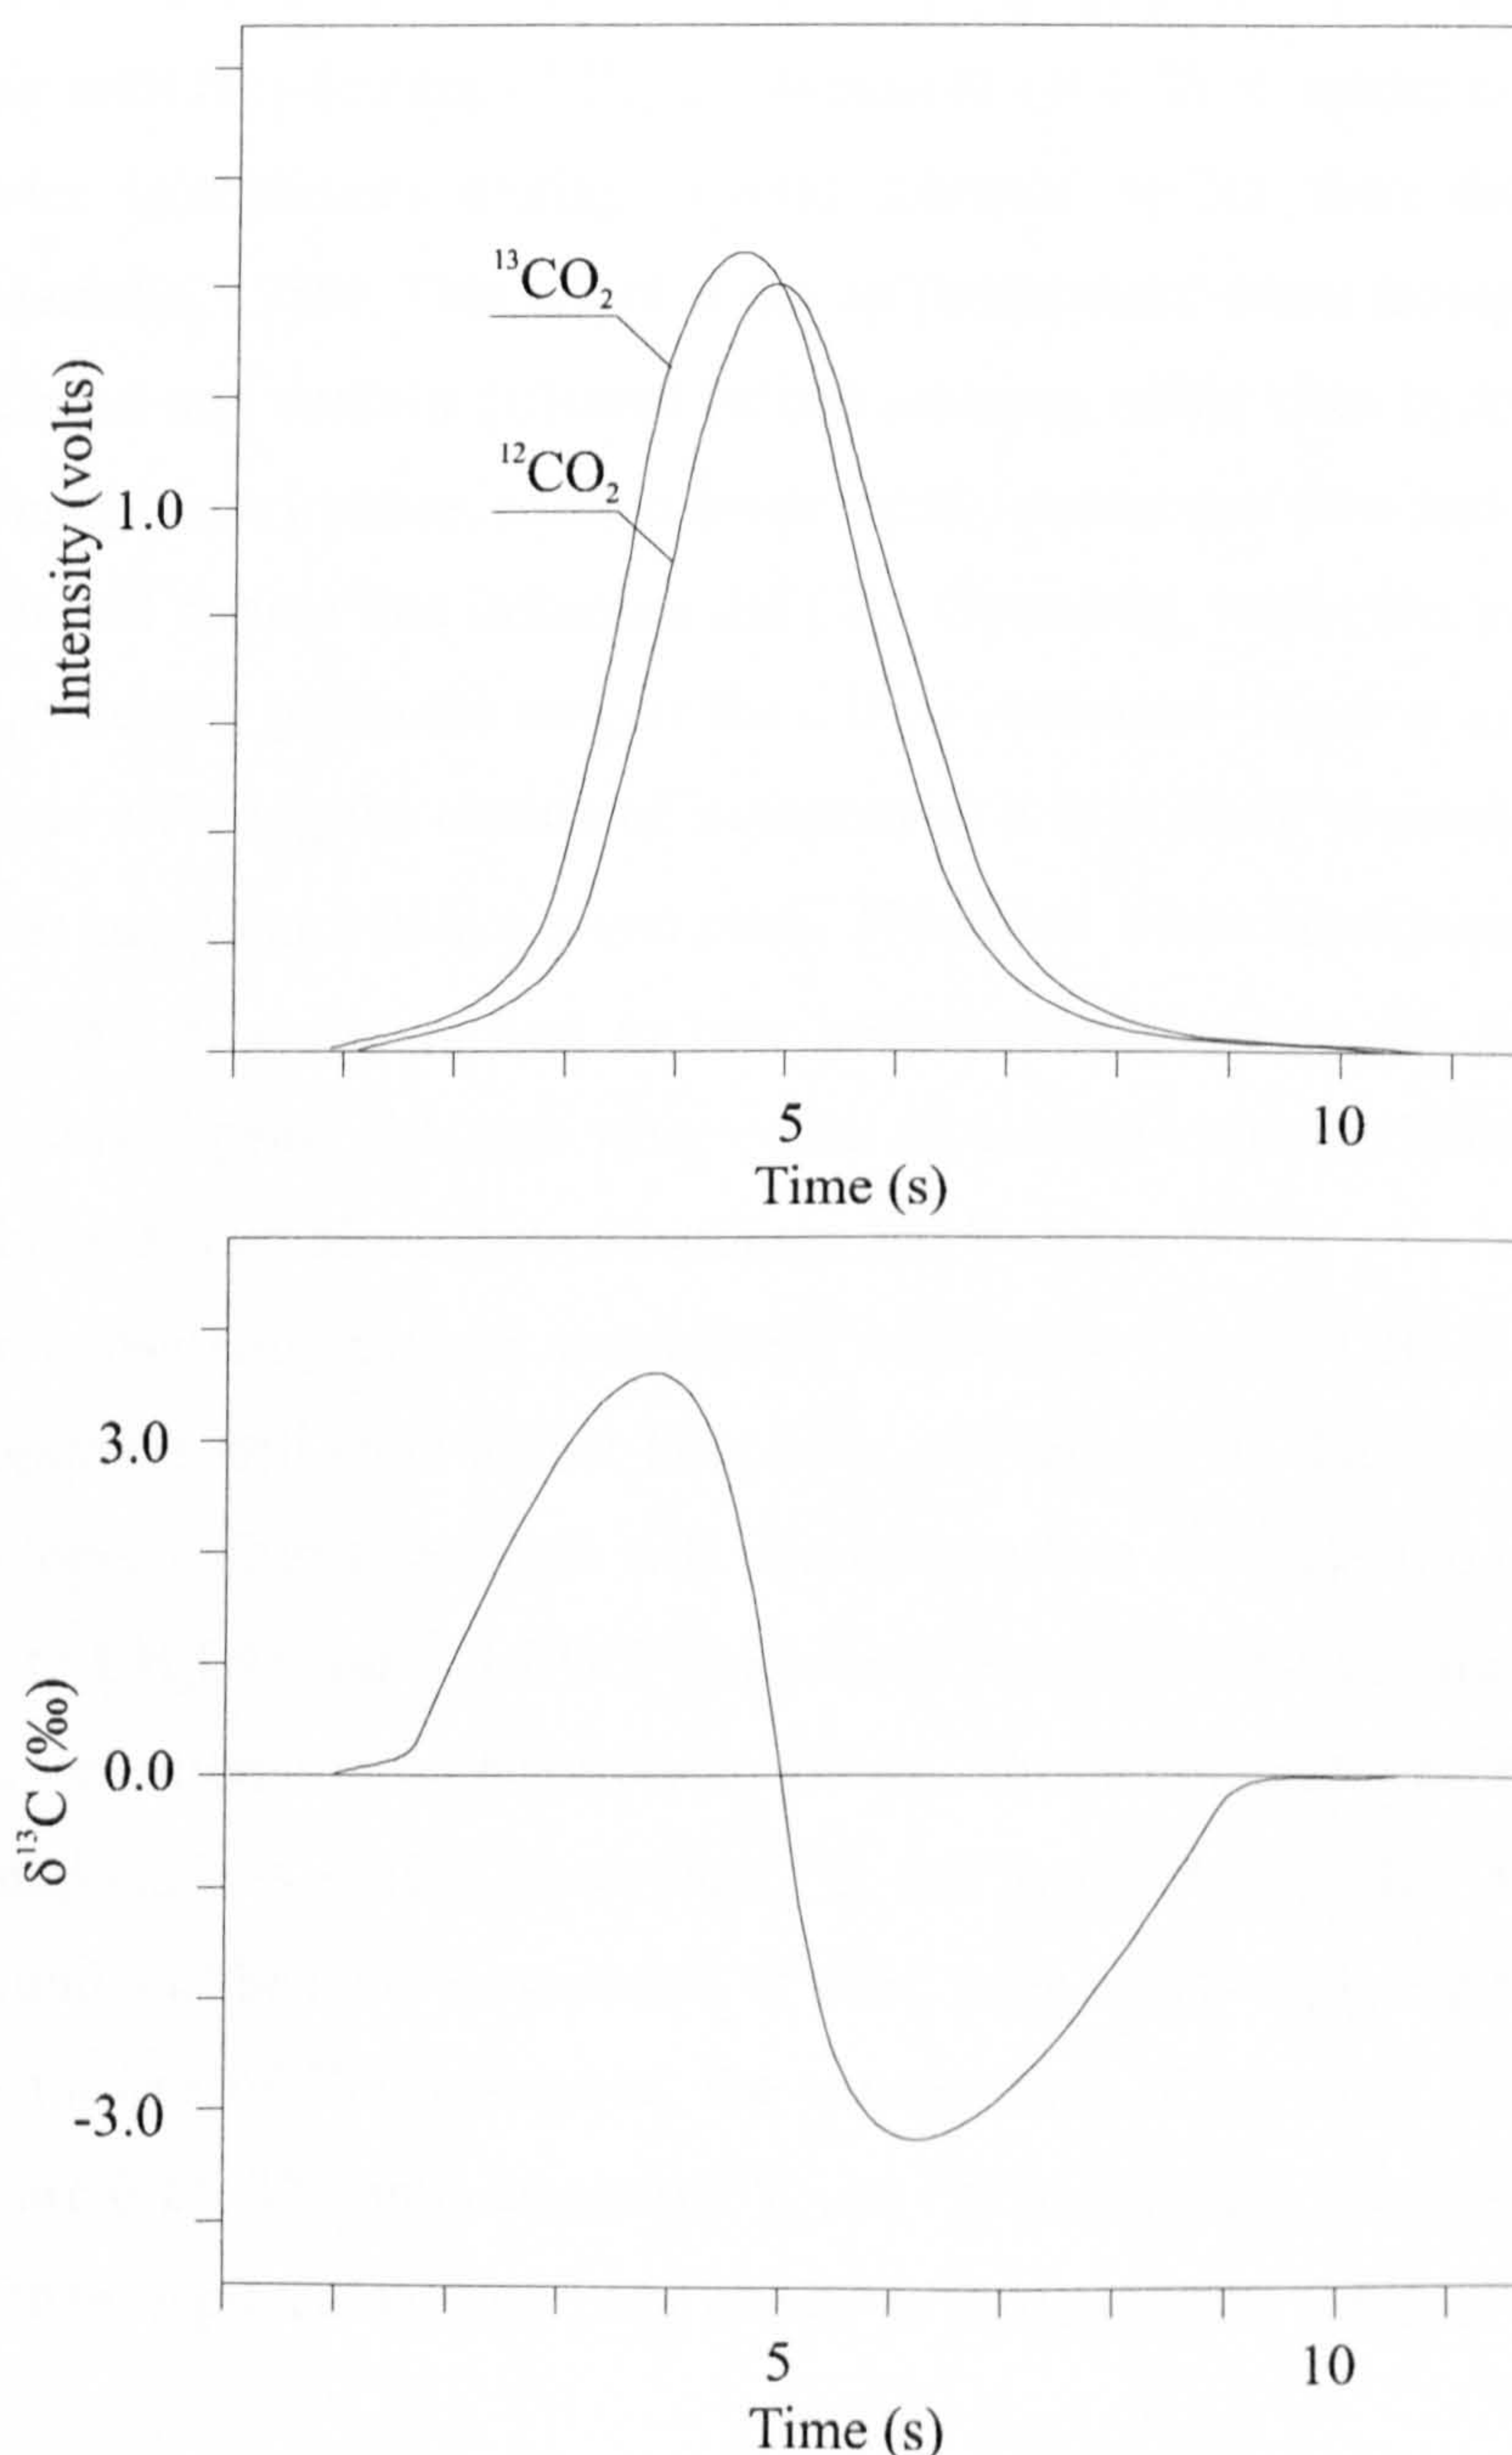 ¹³CO₂
¹²CO₂
Intensity (volts)
1.0
5
10
Time (s)
3.0
0.0
-3.0
δ¹³C (‰)
5
10
Time (s)